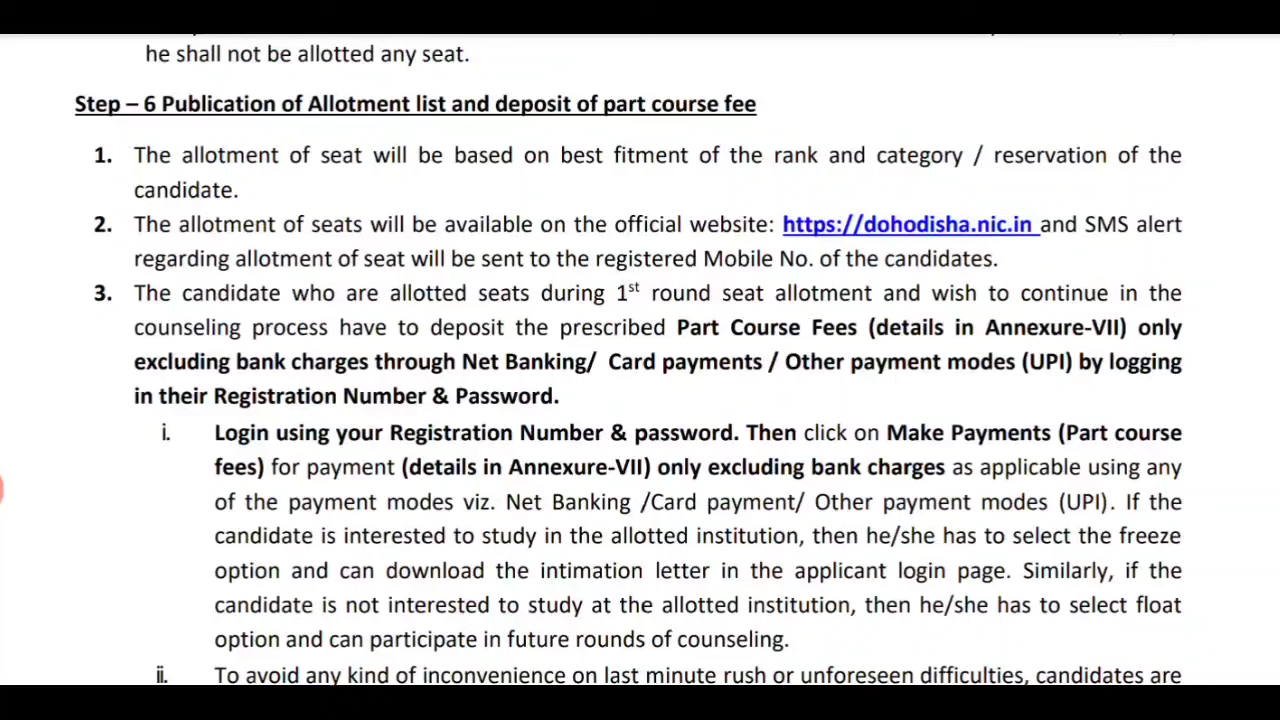 he shall not be allotted any seat.
Step – 6 Publication of Allotment list and deposit of part course fee
1. The allotment of seat will be based on best fitment of the rank and category / reservation of the
candidate.
2. The allotment of seats will be available on the official website: https://dohodisha.nic.in and SMS alert
regarding allotment of seat will be sent to the registered Mobile No. of the candidates.
3. The candidate who are allotted seats during 1st round seat allotment and wish to continue in the
counseling process have to deposit the prescribed Part Course Fees (details in Annexure-VII) only
excluding bank charges through Net Banking/ Card payments / Other payment modes (UPI) by logging
in their Registration Number & Password.
i. Login using your Registration Number & password. Then click on Make Payments (Part course
fees) for payment (details in Annexure-VII) only excluding bank charges as applicable using any
of the payment modes viz. Net Banking /Card payment/ Other payment modes (UPI). If the
candidate is interested to study in the allotted institution, then he/she has to select the freeze
option and can download the intimation letter in the applicant login page. Similarly, if the
candidate is not interested to study at the allotted institution, then he/she has to select float
option and can participate in future rounds of counseling.
ii. To avoid any kind of inconvenience on last minute rush or unforeseen difficulties, candidates are